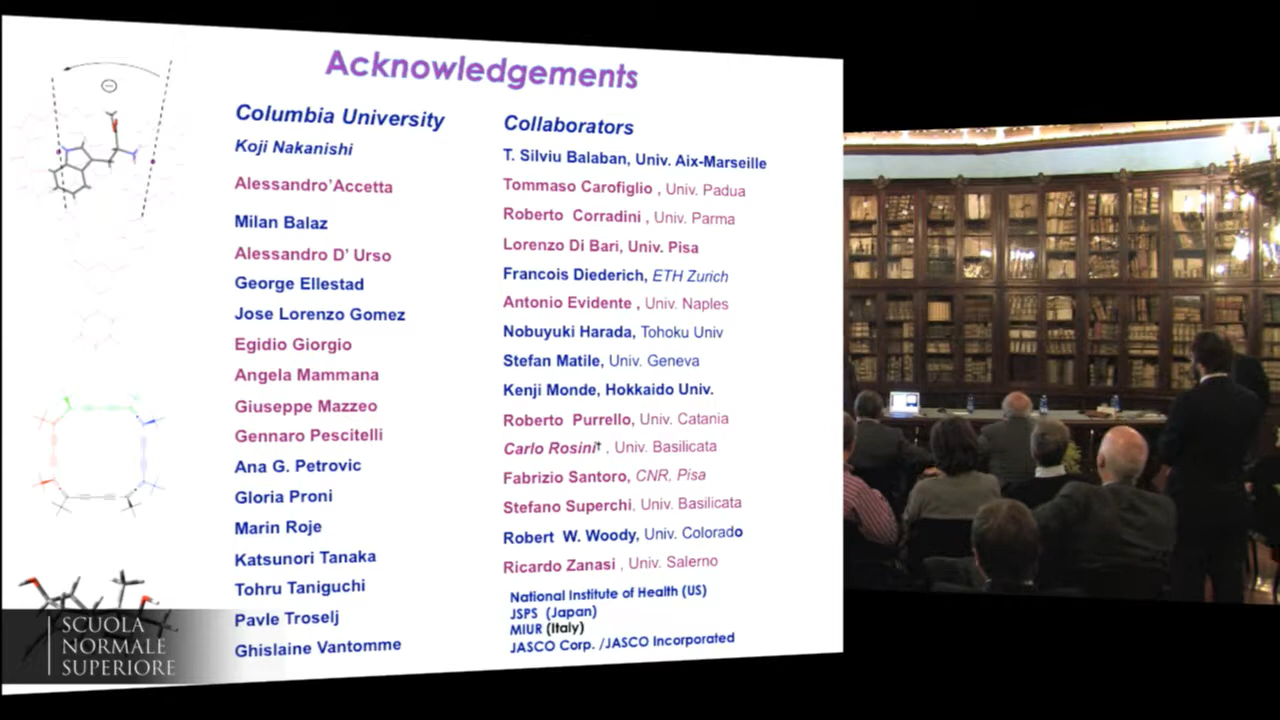 Acknowledgements
Columbia University
Koji Nakanishi
Alessandro'Accetta
Milan Balaz
Alessandro D' Urso
George Ellestad
Jose Lorenzo Gomez
Egidio Giorgio
Angela Mammana
Giuseppe Mazzeo
Gennaro Pescitelli
Ana G. Petrovic
Gloria Proni
Marin Roje
Katsunori Tanaka
Tohru Taniguchi
Pavle Troselj
Ghislaine Vantomme
Collaborators
T. Silviu Balaban, Univ. Aix-Marseille
Tommaso Carofiglio , Univ. Padua
Roberto Corradini , Univ. Parma
Lorenzo Di Bari, Univ. Pisa
Francois Diederich, ETH Zurich
Antonio Evidente , Univ. Naples
Nobuyuki Harada, Tohoku Univ
Stefan Matile, Univ. Geneva
Kenji Monde, Hokkaido Univ.
Roberto Purrello, Univ. Catania
Carlo Rosini† , Univ. Basilicata
Fabrizio Santoro, CNR, Pisa
Stefano Superchi, Univ. Basilicata
Robert W. Woody, Univ. Colorado
Ricardo Zanasi , Univ. Salerno
National Institute of Health (US)
JSPS (Japan)
MIUR (Italy)
JASCO Corp. /JASCO Incorporated
SCUOLA
NORMALE
SUPERIORE